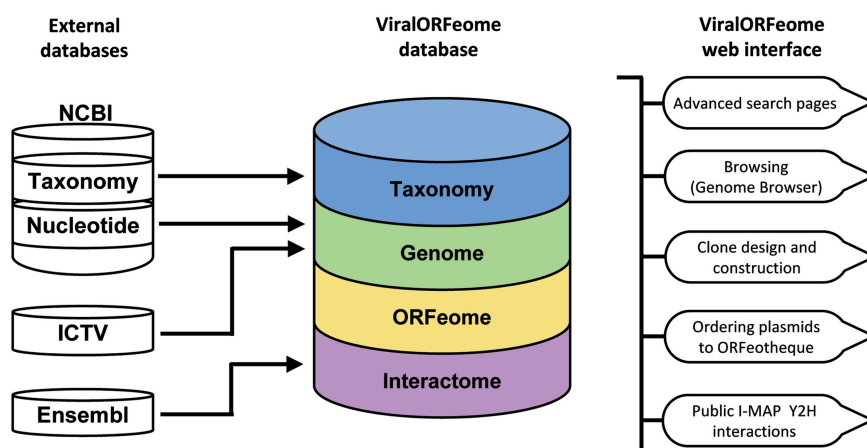 External
databases
ViralORFeome
database
ViralORFeome
web interface
NCBI
Taxonomy
Nucleotide
ICTV
Ensembl
Taxonomy
Genome
ORFeome
Interactome
Advanced search pages
Browsing
(Genome Browser)
Clone design and
construction
Ordering plasmids
to ORFeotheque
Public I-MAP Y2H
interactions